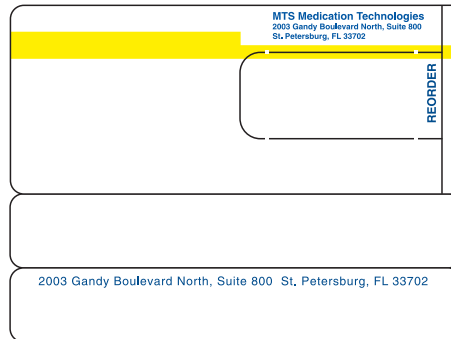 MTS Medication Technologies
2003 Gandy Boulevard North, Suite 800
St. Petersburg, FL 33702
REORDER
2003 Gandy Boulevard North, Suite 800 St. Petersburg, FL 33702